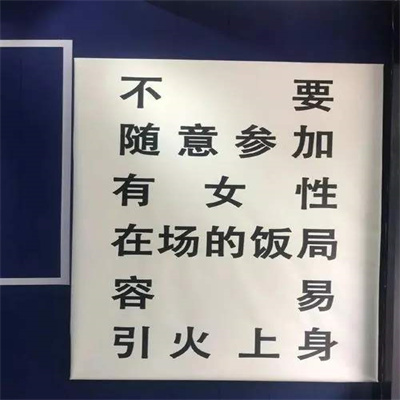 不要
随意参加
有女性
在场的饭局
容易
引火上身